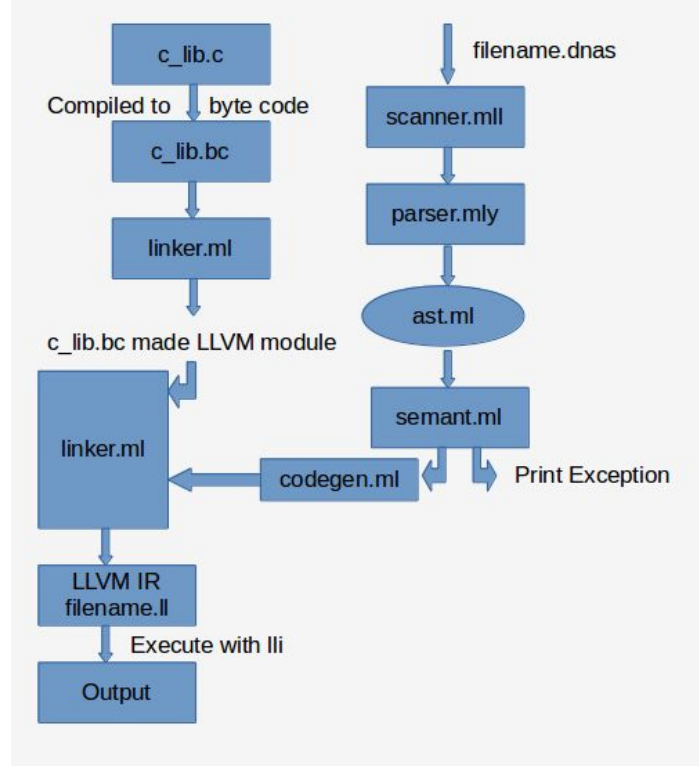 c_lib.c
Compiled to byte code
c_lib.bc
linker.ml
c_lib.bc made LLVM module
linker.ml
LLVM IR
filename.ll
Execute with lli
Output
filename.dnas
scanner.mll
parser.mly
ast.ml
semant.ml
codegen.ml
Print Exception